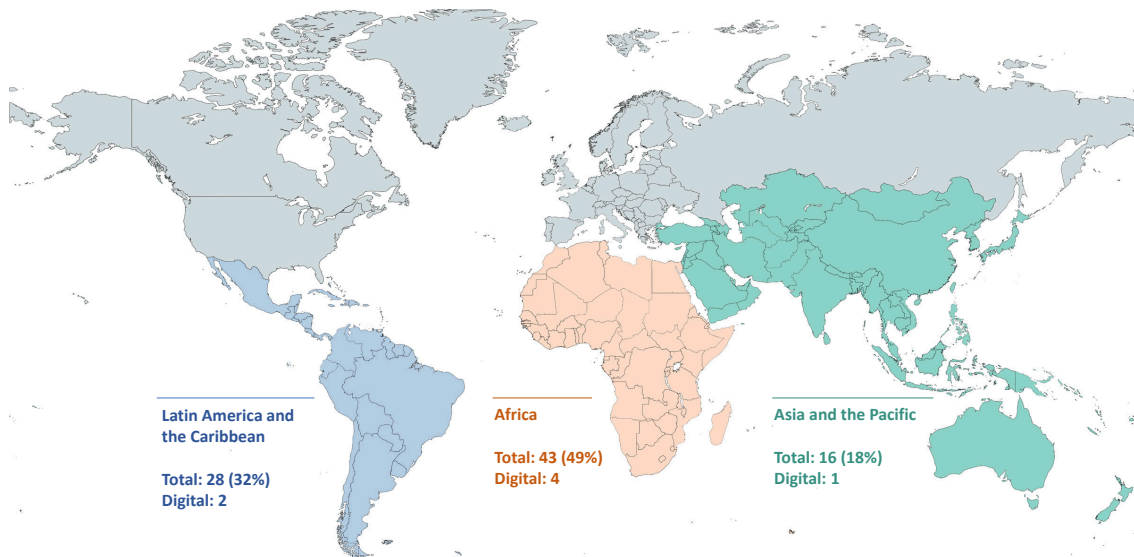 Latin America and
the Caribbean
Total: 28 (32%)
Digital: 2
Africa
Total: 43 (49%)
Digital: 4
Asia and the Pacific
Total: 16 (18%)
Digital: 1